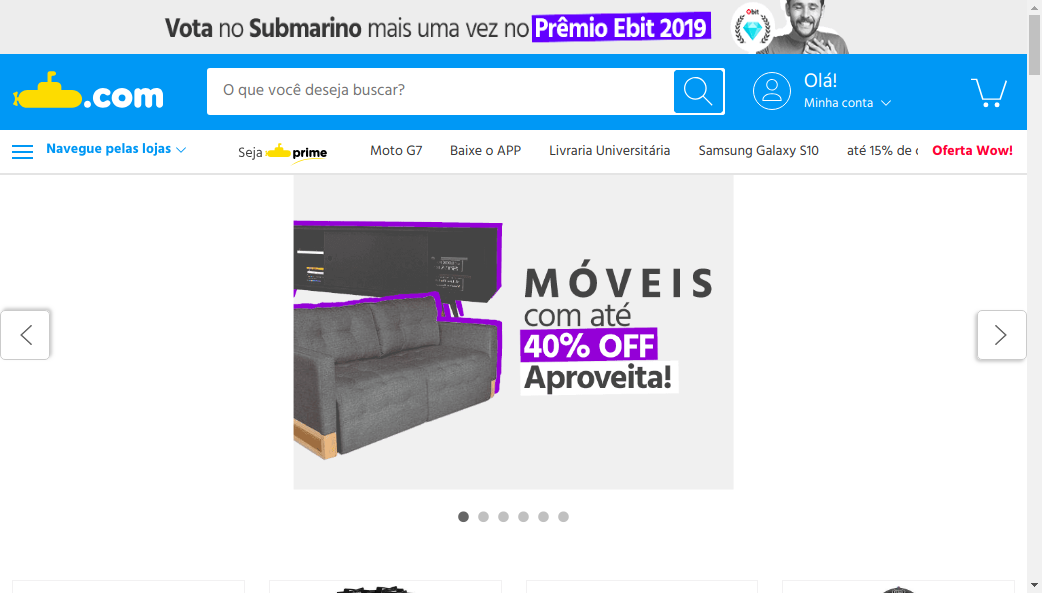 Vota no Submarino mais uma vez no Prêmio Ebit 2019
.com
O que você deseja buscar?
Olá!
Minha conta
Navegue pelas lojas
Seja prime
Moto G7
Baixe o APP
Livraria Universitária
Samsung Galaxy S10
até 15% de
Oferta Wow!
MÓVEIS
com até
40% OFF
Aproveita!